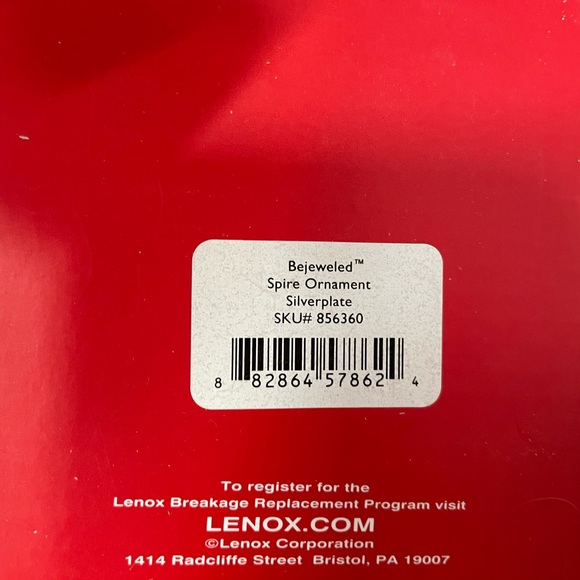 Bejeweled™
Spire Ornament
Silverplate
SKU# 856360
8 82864 57862 4
To register for the
Lenox Breakage Replacement Program visit
LENOX.COM
©Lenox Corporation
1414 Radcliffe Street Bristol, PA 19007